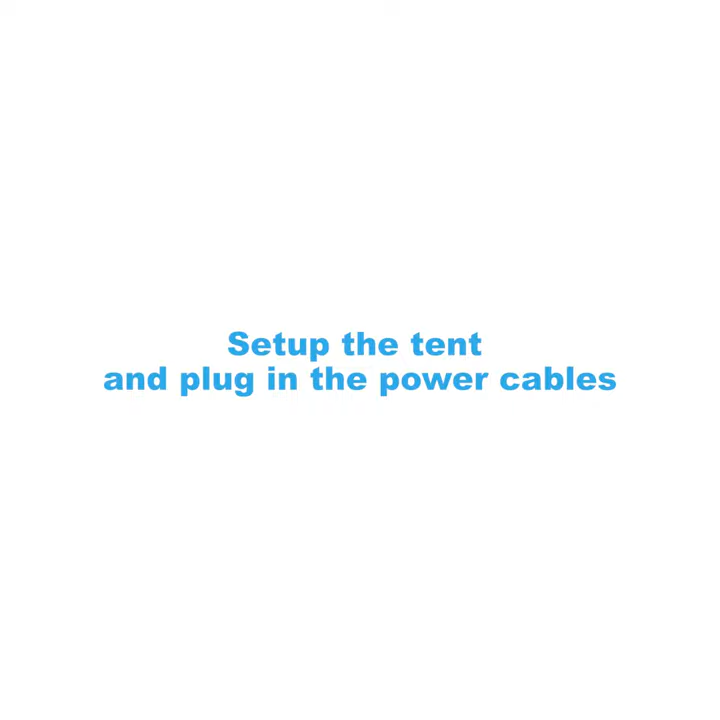 Setup the tent
and plug in the power cables